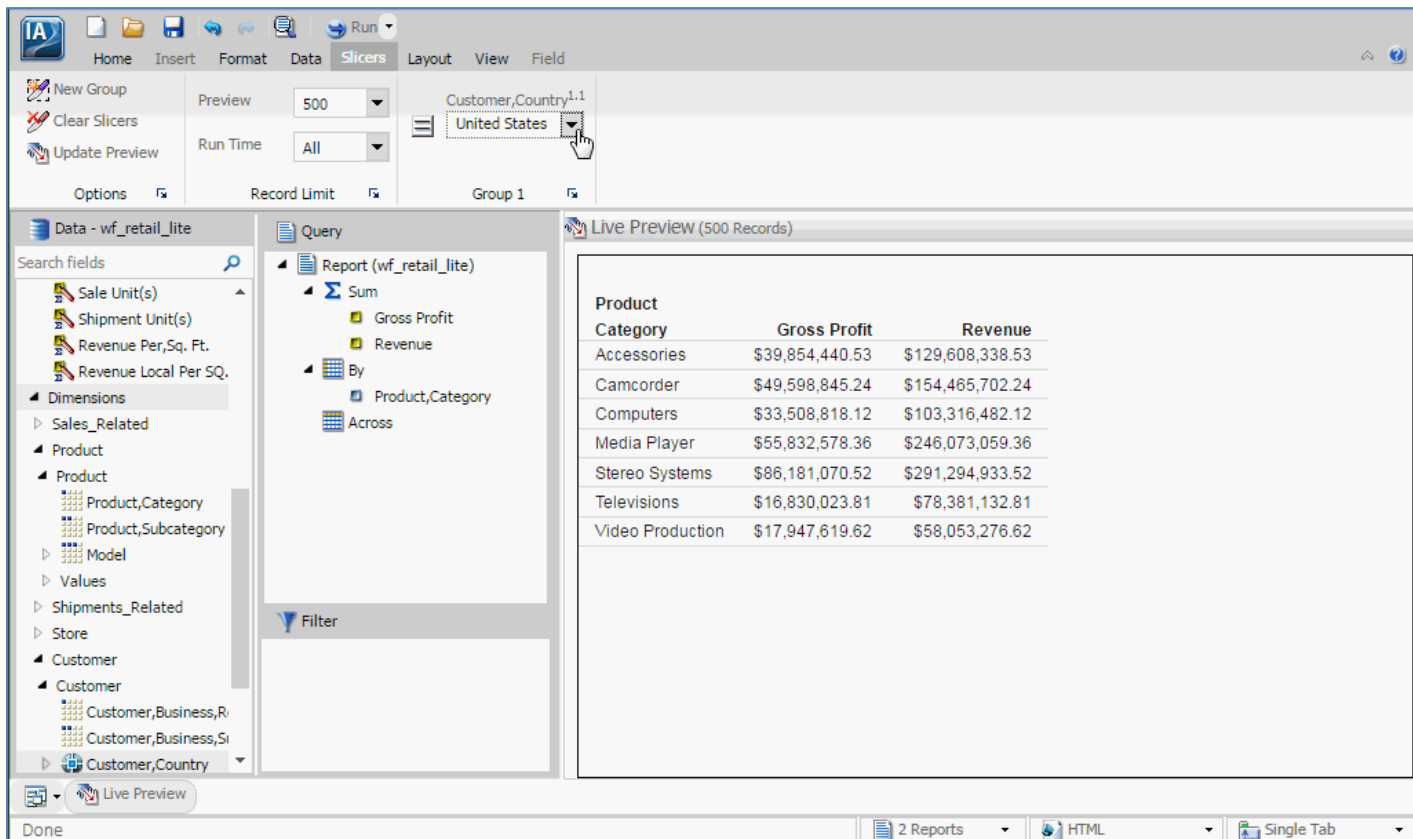 IA
Run
Home Insert Format Data Slicers Layout View Field
New Group
Clear Slicers
Update Preview
Options
Preview 500
Run Time All
Record Limit
Customer,Country1.1
United States
Group 1
Data - wf_retail_lite
Search fields
Sale Unit(s)
Shipment Unit(s)
Revenue Per,Sq. Ft.
Revenue Local Per SQ.
Dimensions
Sales_Related
Product
Product
Product,Category
Product,Subcategory
Model
Values
Shipments_Related
Store
Customer
Customer
Customer,Business,R
Customer,Business,S
Customer,Country
Query
Report (wf_retail_lite)
Sum
Gross Profit
Revenue
By
Product,Category
Across
Filter
Live Preview (500 Records)
Product
Category Gross Profit Revenue
Accessories $39,854,440.53 $129,608,338.53
Camcorder $49,598,845.24 $154,465,702.24
Computers $33,508,818.12 $103,316,482.12
Media Player $55,832,578.36 $246,073,059.36
Stereo Systems $86,181,070.52 $291,294,933.52
Televisions $16,830,023.81 $78,381,132.81
Video Production $17,947,619.62 $58,053,276.62
Live Preview
Done 2 Reports HTML Single Tab